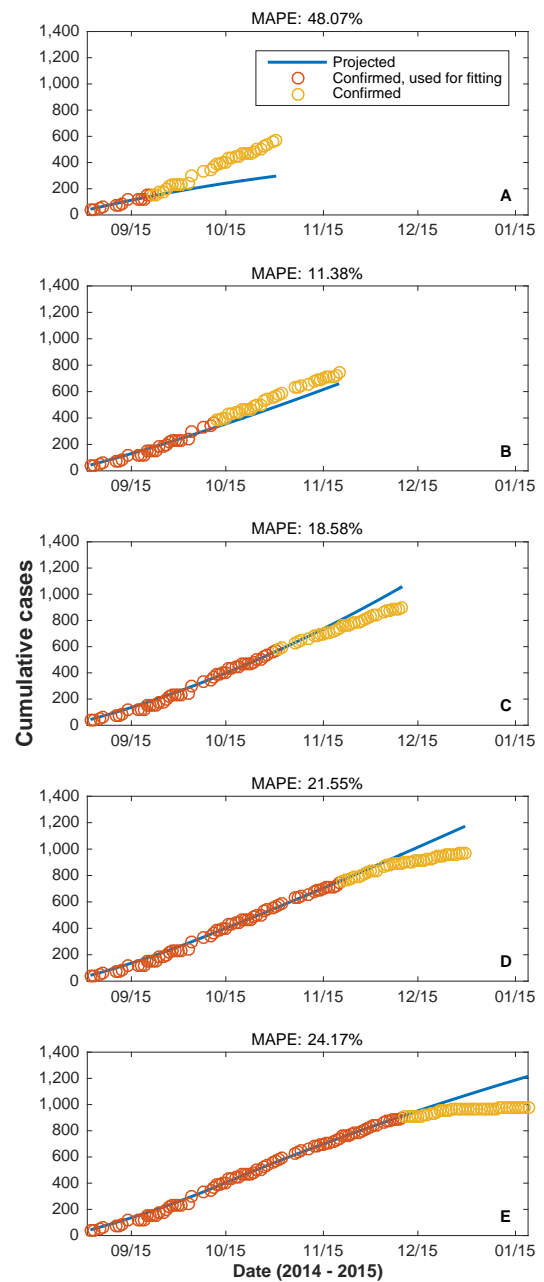 MAPE: 48.07%
1,400
1,200
1,000
800
600
400
200
0
Projected
Confirmed, used for fitting
Confirmed
A
09/15 10/15 11/15 12/15 01/15
MAPE: 11.38%
1,400
1,200
1,000
800
600
400
200
0
B
09/15 10/15 11/15 12/15 01/15
MAPE: 18.58%
1,400
1,200
1,000
800
600
400
200
0
C
09/15 10/15 11/15 12/15 01/15
Cumulative cases
MAPE: 21.55%
1,400
1,200
1,000
800
600
400
200
0
D
09/15 10/15 11/15 12/15 01/15
MAPE: 24.17%
1,400
1,200
1,000
800
600
400
200
0
E
09/15 10/15 11/15 12/15 01/15
Date (2014 - 2015)